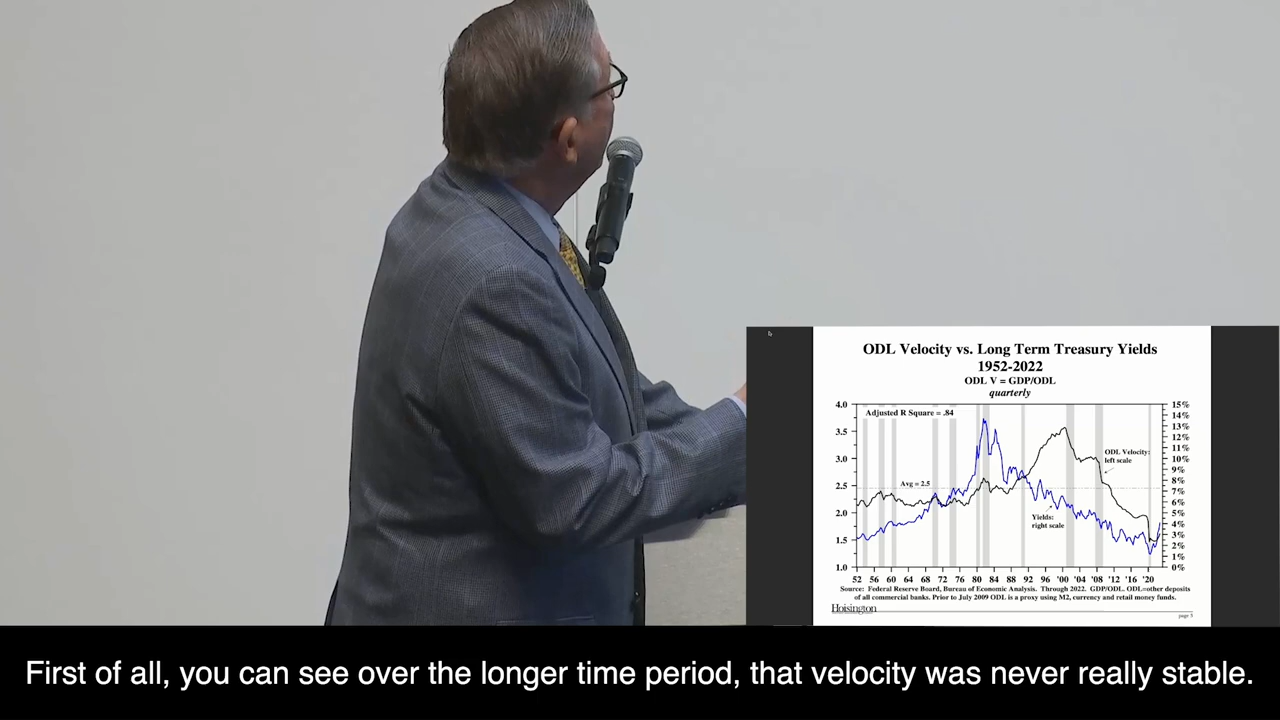 ODL Velocity vs. Long Term Treasury Yields
1952-2022
ODL V = GDP/ODL
quarterly
4.0
3.5
3.0
2.5
2.0
1.5
1.0
Adjusted R Square = .84
Avg = 2.5
ODL Velocity:
left scale
Yields:
right scale
15%
14%
13%
12%
11%
10%
9%
8%
7%
6%
5%
4%
3%
2%
1%
0%
52 56 60 64 68 72 76 80 84 88 92 96 '00 '04 '08 '12 '16 '20
Source: Federal Reserve Board, Bureau of Economic Analysis. Through 2022. GDP/ODL. ODL=other deposits
of all commercial banks. Prior to July 2009 ODL is a proxy using M2, currency and retail money funds.
Hoisington
page 5
First of all, you can see over the longer time period, that velocity was never really stable.